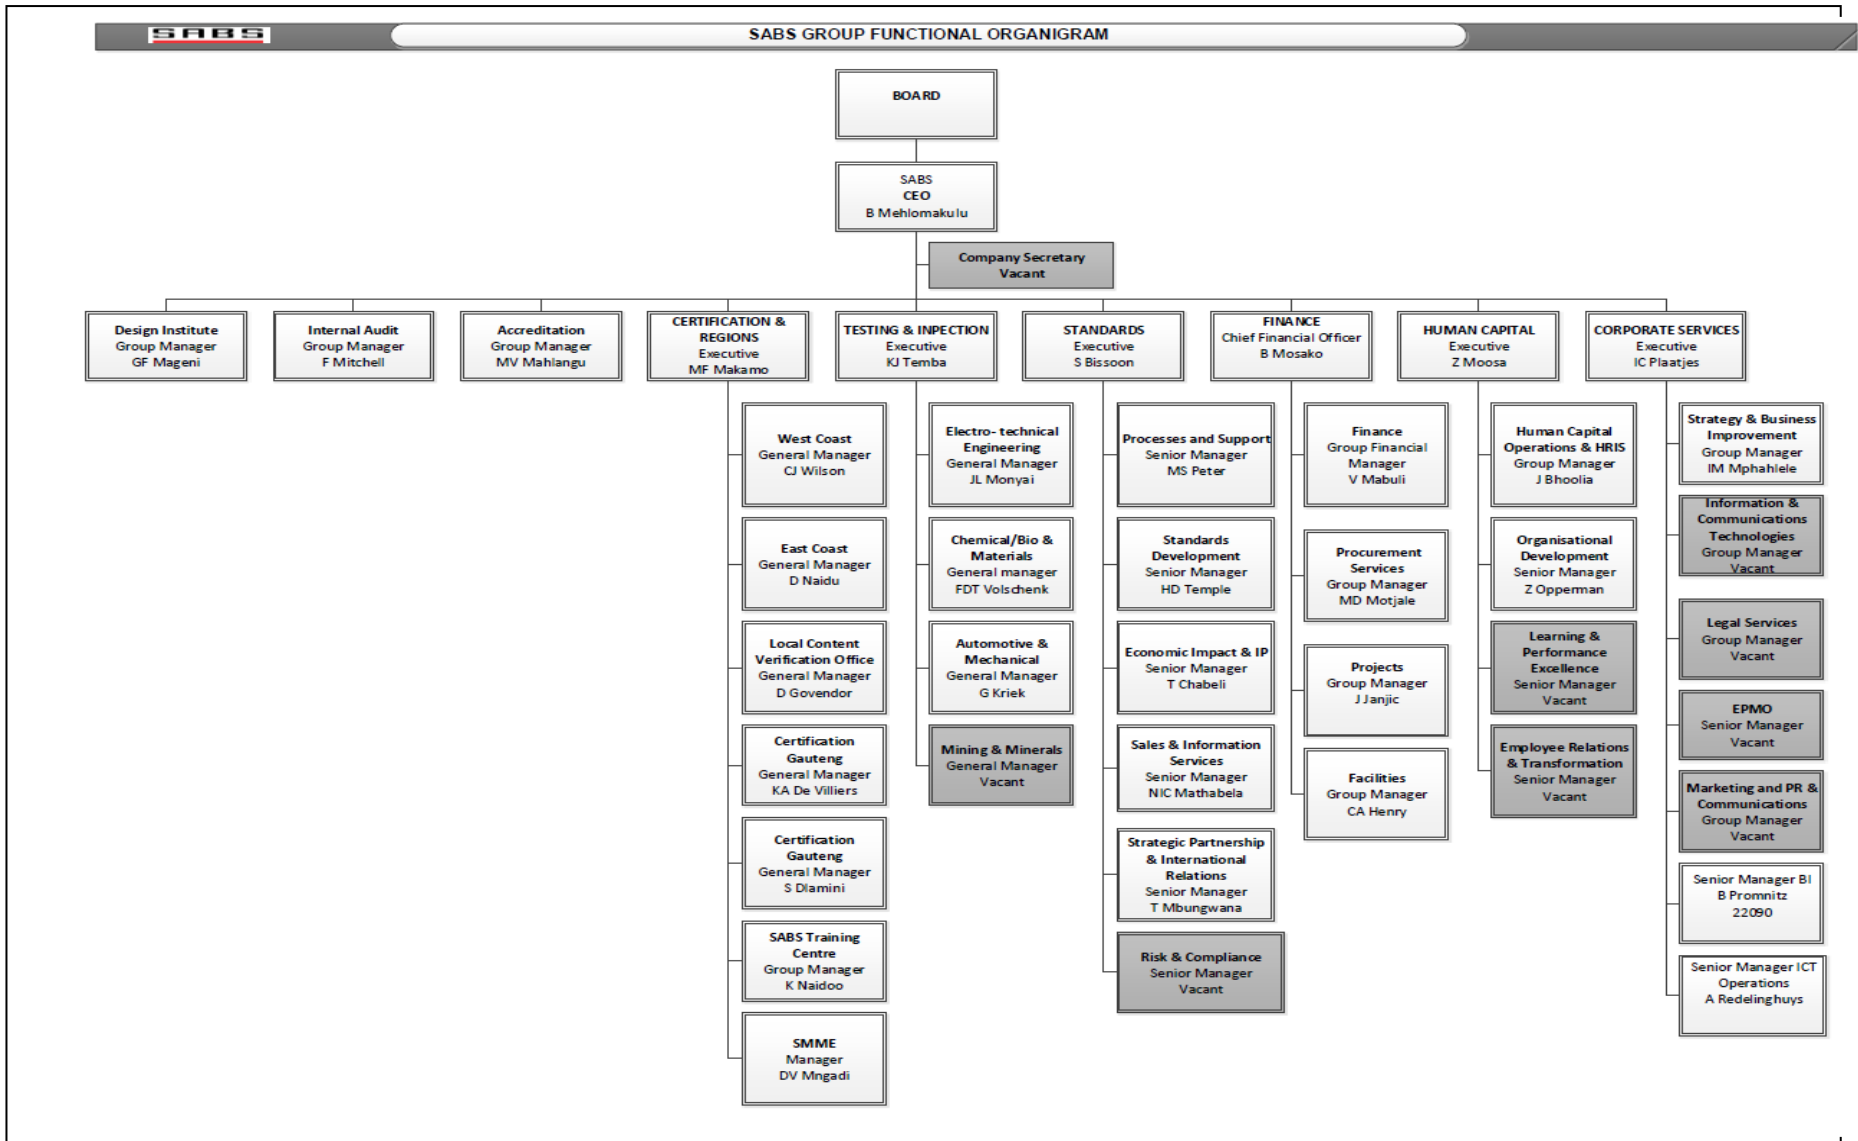 SABS
SABS GROUP FUNCTIONAL ORGANIGRAM
BOARD
SABS
CEO
B Mehlomakulu
Company Secretary
Vacant
Design Institute
Group Manager
GF Mageni
Internal Audit
Group Manager
F Mitchell
Accreditation
Group Manager
MV Mahlangu
CERTIFICATION &
REGIONS
Executive
MF Makamo
TESTING & INPECTION
Executive
KJ Temba
STANDARDS
Executive
S Bissoon
FINANCE
Chief Financial Officer
B Mosako
HUMAN CAPITAL
Executive
Z Moosa
CORPORATE SERVICES
Executive
IC Plaatjes
West Coast
General Manager
CJ Wilson
East Coast
General Manager
D Naidu
Local Content
Verification Office
General Manager
D Govendor
Certification
Gauteng
General Manager
KA De Villiers
Certification
Gauteng
General Manager
S Dlamini
SABS Training
Centre
Group Manager
K Naidoo
SMME
Manager
DV Mngadi
Electro- technical
Engineering
General Manager
JL Monyai
Chemical/Bio &
Materials
General manager
FDT Volschenk
Automotive &
Mechanical
General Manager
G Kriek
Mining & Minerals
General Manager
Vacant
Processes and Support
Senior Manager
MS Peter
Standards
Development
Senior Manager
HD Temple
Economic Impact & IP
Senior Manager
T Chabeli
Sales & Information
Services
Senior Manager
NIC Mathabela
Strategic Partnership
& International
Relations
Senior Manager
T Mbungwana
Risk & Compliance
Senior Manager
Vacant
Finance
Group Financial
Manager
V Mabuli
Procurement
Services
Group Manager
MD Motjale
Projects
Group Manager
J Janjic
Facilities
Group Manager
CA Henry
Human Capital
Operations & HRIS
Group Manager
J Bhoolia
Organisational
Development
Senior Manager
Z Opperman
Learning &
Performance
Excellence
Senior Manager
Vacant
Employee Relations
& Transformation
Senior Manager
Vacant
Strategy & Business
Improvement
Group Manager
IM Mphahlele
Information &
Communications
Technologies
Group Manager
Vacant
Legal Services
Group Manager
Vacant
EPMO
Senior Manager
Vacant
Marketing and PR &
Communications
Group Manager
Vacant
Senior Manager BI
B Promnitz
22090
Senior Manager ICT
Operations
A Redelinghuys